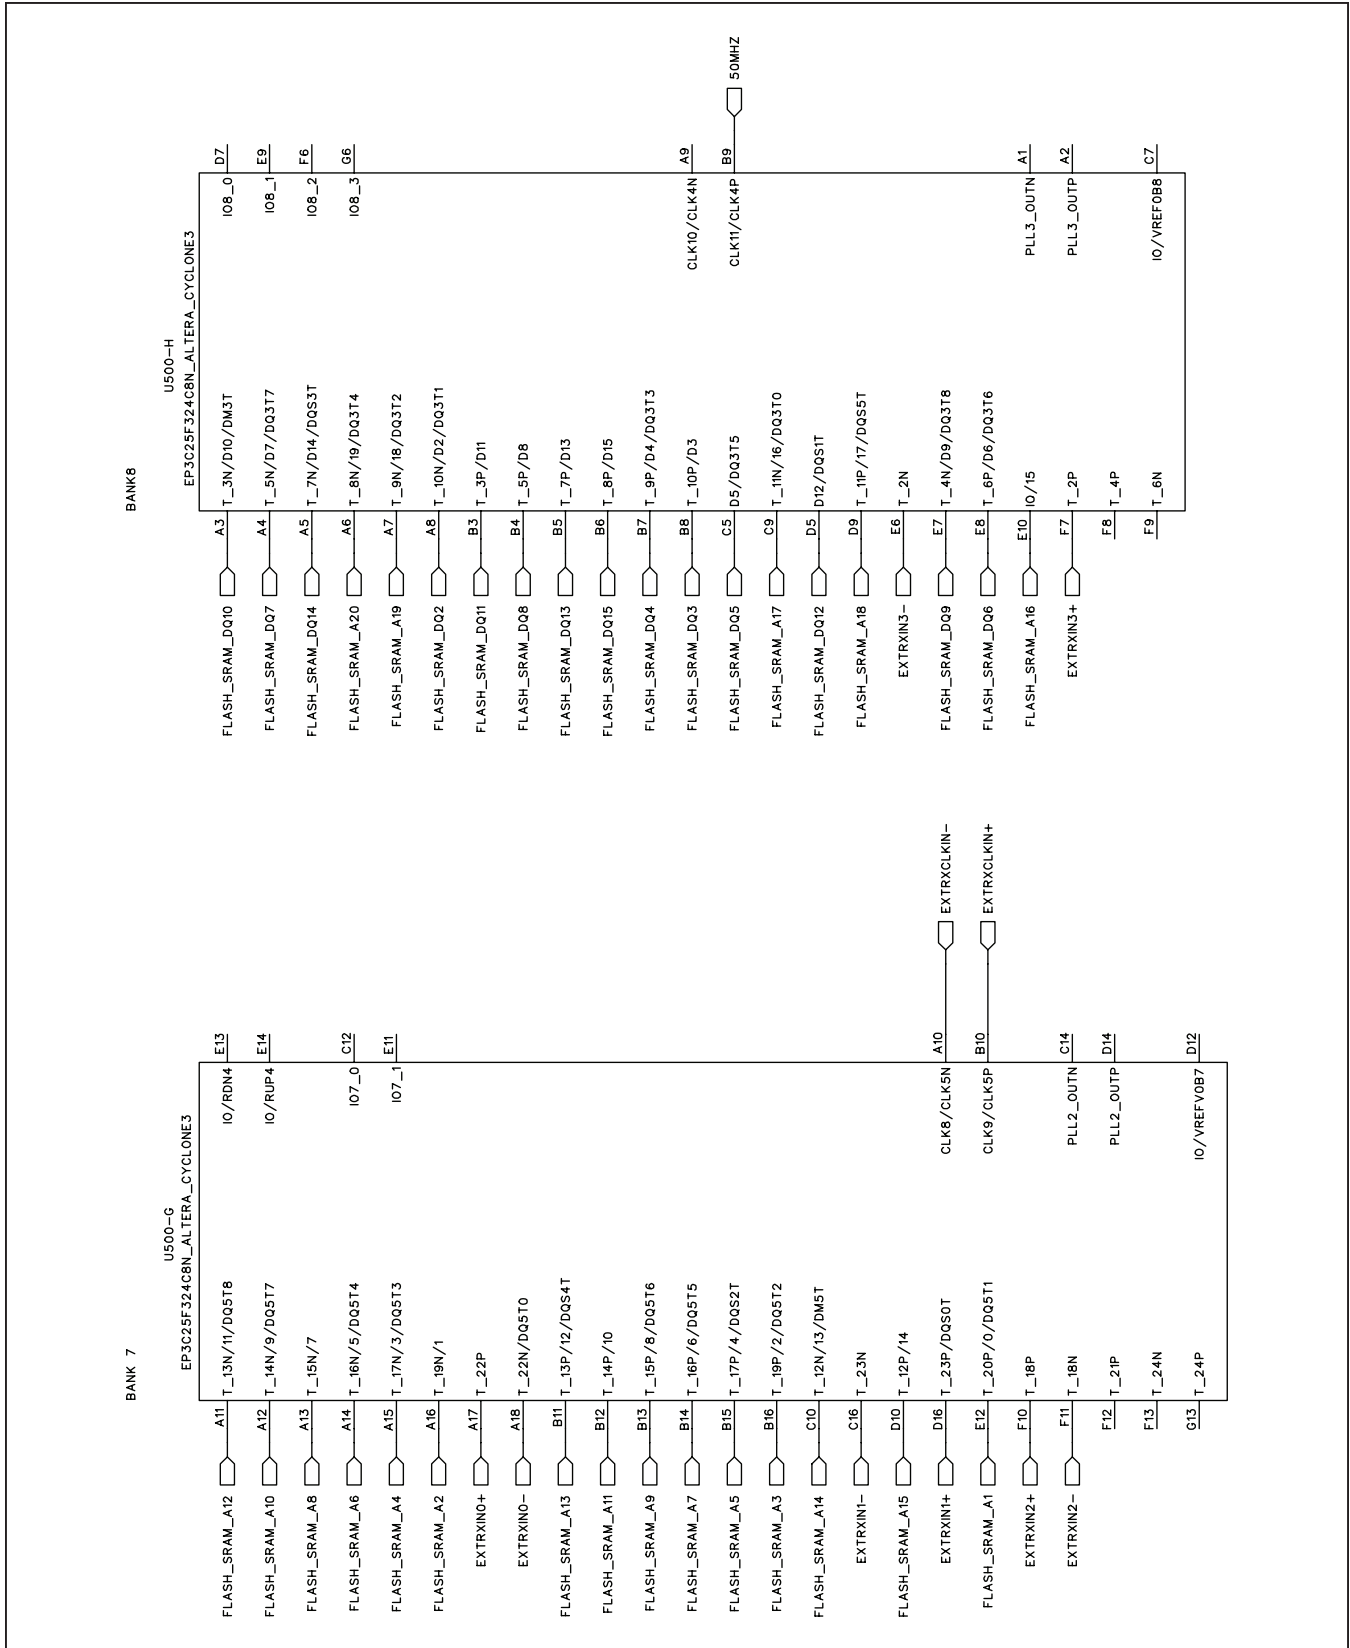 BANK 7
U500-G
EP3C25F324C8N_ALTERA_CYCLONE3
FLASH_SRAM_A12 A11 T_13N/11/DQ5T8 IO/RDN4 E13
FLASH_SRAM_A10 A12 T_14N/9/DQ5T7 IO/RUP4 E14
FLASH_SRAM_A8 A13 T_15N/7
FLASH_SRAM_A6 A14 T_16N/5/DQ5T4 IO7_0 C12
FLASH_SRAM_A4 A15 T_17N/3/DQ5T3 IO7_1 E11
FLASH_SRAM_A2 A16 T_19N/1
EXTRXIN0+ A17 T_22P
EXTRXIN0- A18 T_22N/DQ5T0
FLASH_SRAM_A13 B11 T_13P/12/DQS4T
FLASH_SRAM_A11 B12 T_14P/10
FLASH_SRAM_A9 B13 T_15P/8/DQ5T6
FLASH_SRAM_A7 B14 T_16P/6/DQ5T5
FLASH_SRAM_A5 B15 T_17P/4/DQS2T
FLASH_SRAM_A3 B16 T_19P/2/DQ5T2
FLASH_SRAM_A14 C10 T_12N/13/DM5T
EXTRXIN1- C16 T_23N
FLASH_SRAM_A15 D10 T_12P/14
EXTRXIN1+ D16 T_23P/DQS0T CLK8/CLK5N A10 EXTRXCLKIN-
FLASH_SRAM_A1 E12 T_20P/0/DQ5T1 CLK9/CLK5P B10 EXTRXCLKIN+
EXTRXIN2+ F10 T_18P
EXTRXIN2- F11 T_18N PLL2_OUTN C14
F12 T_21P PLL2_OUTP D14
F13 T_24N
G13 T_24P IO/VREFV0B7 D12
BANK8
U500-H
EP3C25F324C8N_ALTERA_CYCLONE3
FLASH_SRAM_DQ10 A3 T_3N/D10/DM3T IO8_0 D7
FLASH_SRAM_DQ7 A4 T_5N/D7/DQ3T7 IO8_1 E9
FLASH_SRAM_DQ14 A5 T_7N/D14/DQS3T IO8_2 F6
FLASH_SRAM_A20 A6 T_8N/19/DQ3T4 IO8_3 G6
FLASH_SRAM_A19 A7 T_9N/18/DQ3T2
FLASH_SRAM_DQ2 A8 T_10N/D2/DQ3T1
FLASH_SRAM_DQ11 B3 T_3P/D11
FLASH_SRAM_DQ8 B4 T_5P/D8
FLASH_SRAM_DQ13 B5 T_7P/D13
FLASH_SRAM_DQ15 B6 T_8P/D15
FLASH_SRAM_DQ4 B7 T_9P/D4/DQ3T3
FLASH_SRAM_DQ3 B8 T_10P/D3 CLK10/CLK4N A9
FLASH_SRAM_DQ5 C5 D5/DQ3T5 CLK11/CLK4P B9 50MHZ
FLASH_SRAM_A17 C9 T_11N/16/DQ3T0
FLASH_SRAM_DQ12 D5 D12/DQS1T
FLASH_SRAM_A18 D9 T_11P/17/DQS5T
EXTRXIN3- E6 T_2N
FLASH_SRAM_DQ9 E7 T_4N/D9/DQ3T8
FLASH_SRAM_DQ6 E8 T_6P/D6/DQ3T6
FLASH_SRAM_A16 E10 IO/15 PLL3_OUTN A1
EXTRXIN3+ F7 T_2P PLL3_OUTP A2
F8 T_4P
F9 T_6N IO/VREF0B8 C7